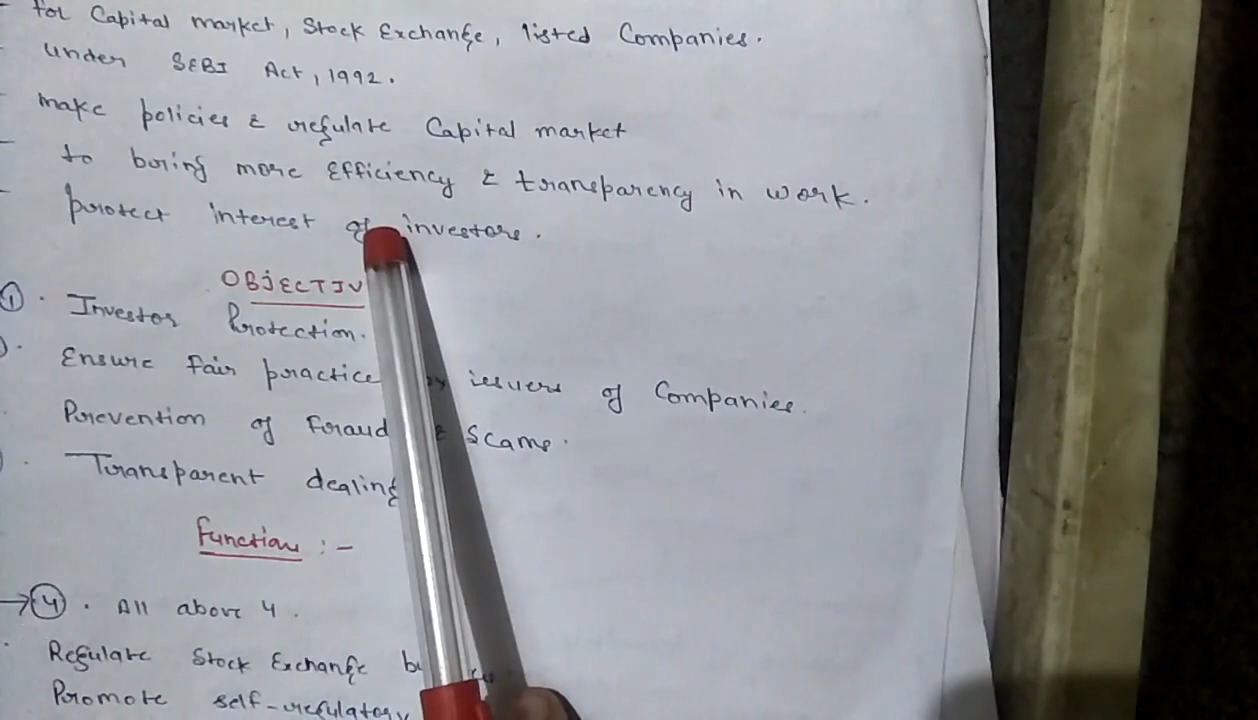 - for Capital market, Stock Exchange, listed Companies.
- under SEBI Act, 1992.
make policies & regulate Capital market
- to bring more Efficiency & transparency in work.
- protect interest of investors.
OBJECTIV
① . Investor Protection.
Ensure fair practice by issuers of Companies.
Prevention of Fraud & Scams.
Transparent dealing
Function :-
→ ④ . All above 4 .
Regulate Stock Exchange
Promote self-regulatory